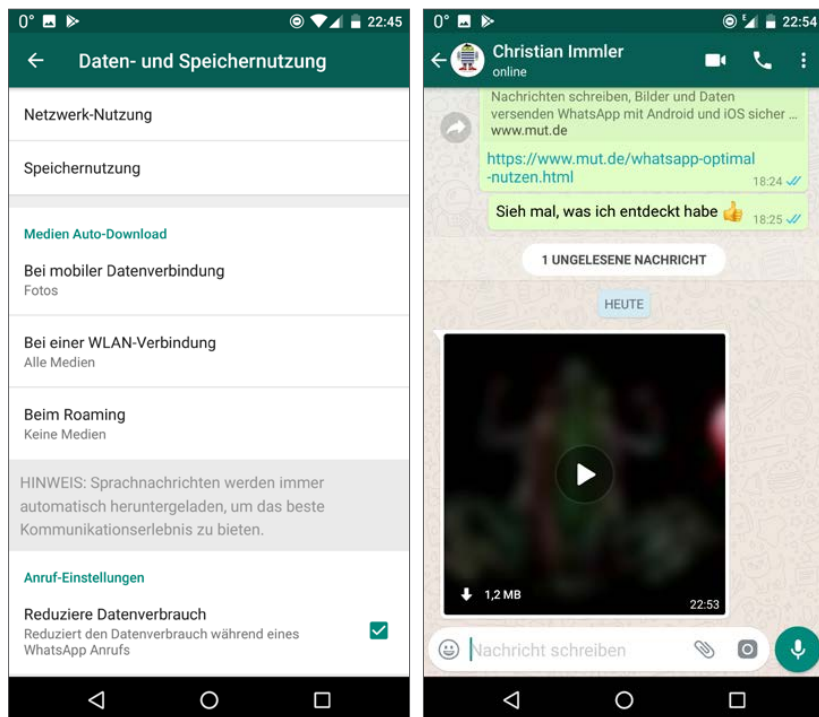 0° 22:45
Daten- und Speichernutzung
Netzwerk-Nutzung
Speichernutzung
Medien Auto-Download
Bei mobiler Datenverbindung
Fotos
Bei einer WLAN-Verbindung
Alle Medien
Beim Roaming
Keine Medien
HINWEIS: Sprachnachrichten werden immer
automatisch heruntergeladen, um das beste
Kommunikationserlebnis zu bieten.
Anruf-Einstellungen
Reduziere Datenverbrauch
Reduziert den Datenverbrauch während eines
WhatsApp Anrufs
0° E 22:54
Christian Immler
online
Nachrichten schreiben, Bilder und Daten
versenden WhatsApp mit Android und iOS sicher ...
www.mut.de
https://www.mut.de/whatsapp-optimal
-nutzen.html
18:24
Sieh mal, was ich entdeckt habe 👍 18:25
1 UNGELESENE NACHRICHT
HEUTE
1,2 MB
22:53
Nachricht schreiben